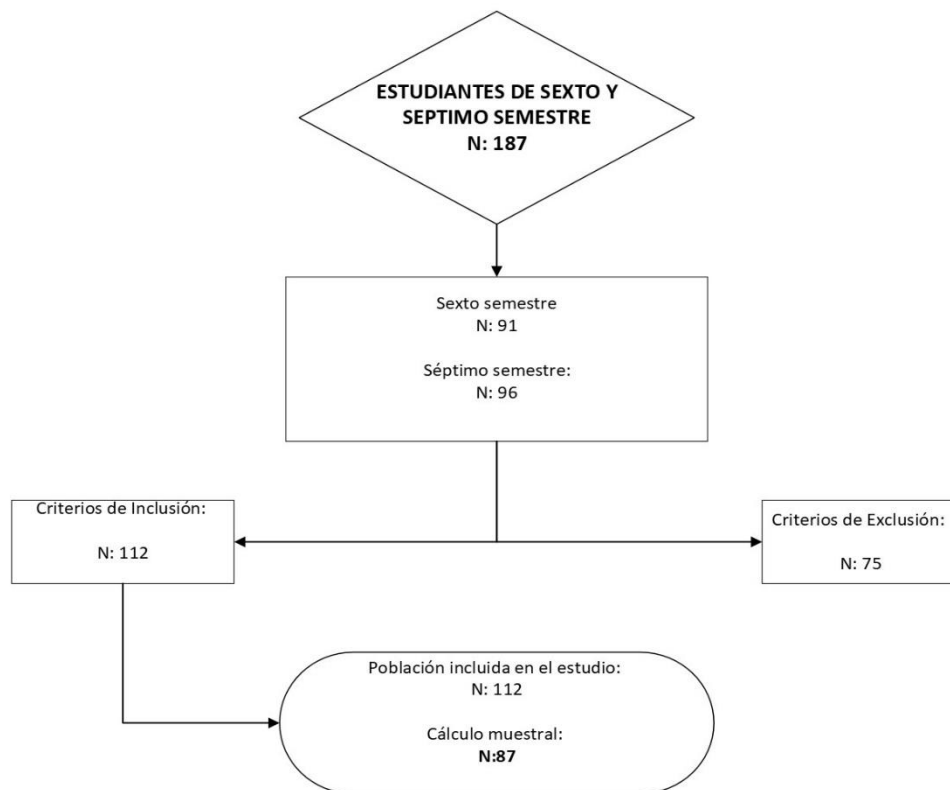 ESTUDIANTES DE SEXTO Y
SEPTIMO SEMESTRE
N: 187
Sexto semestre
N: 91
Séptimo semestre:
N: 96
Criterios de Inclusión:
N: 112
Criterios de Exclusión:
N: 75
Población incluida en el estudio:
N: 112
Cálculo muestral:
N:87